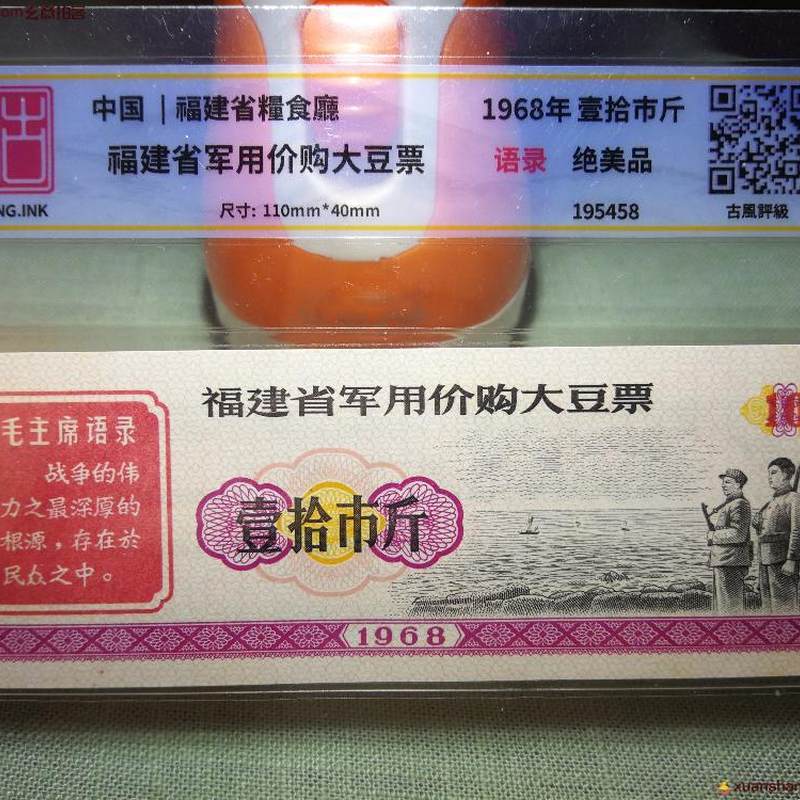 中国 | 福建省糧食廳
1968年 壹拾市斤
福建省军用价购大豆票
语录 绝美品
NG.INK
尺寸: 110mm*40mm
195458
古風評級
福建省军用价购大豆票
毛主席语录
战争的伟
力之最深厚的
根源，存在於
民众之中。
壹拾市斤
1968